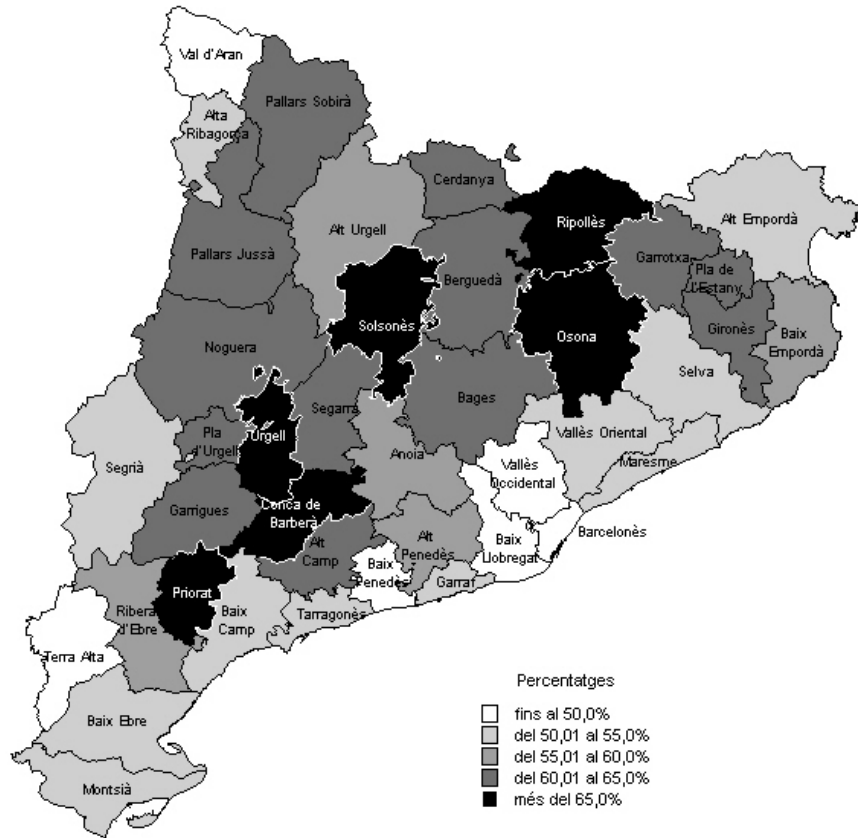 Val d'Aran
Pallars Sobirà
Alta
Ribagorça
Cerdanya
Ripollès
Alt Empordà
Alt Urgell
Garrotxa
Pallars Jussà
Pla de
l'Estany
Berguedà
Solsonès
Osona
Gironès
Baix
Empordà
Noguera
Selva
Segarra
Bages
Urgell
Pla
d'Urgell
Vallès Oriental
Anoia
Segrià
Maresme
Vallès
Occidental
Garrigues
Conca de
Barberà
Barcelonès
Alt
Camp
Alt
Penedès
Baix
Llobregat
Baix
Penedès
Garraf
Priorat
Ribera
d'Ebre
Baix
Camp
Tarragonès
Terra Alta
Baix Ebre
Montsià
Percentatges
fins al 50,0%
del 50,01 al 55,0%
del 55,01 al 60,0%
del 60,01 al 65,0%
més del 65,0%